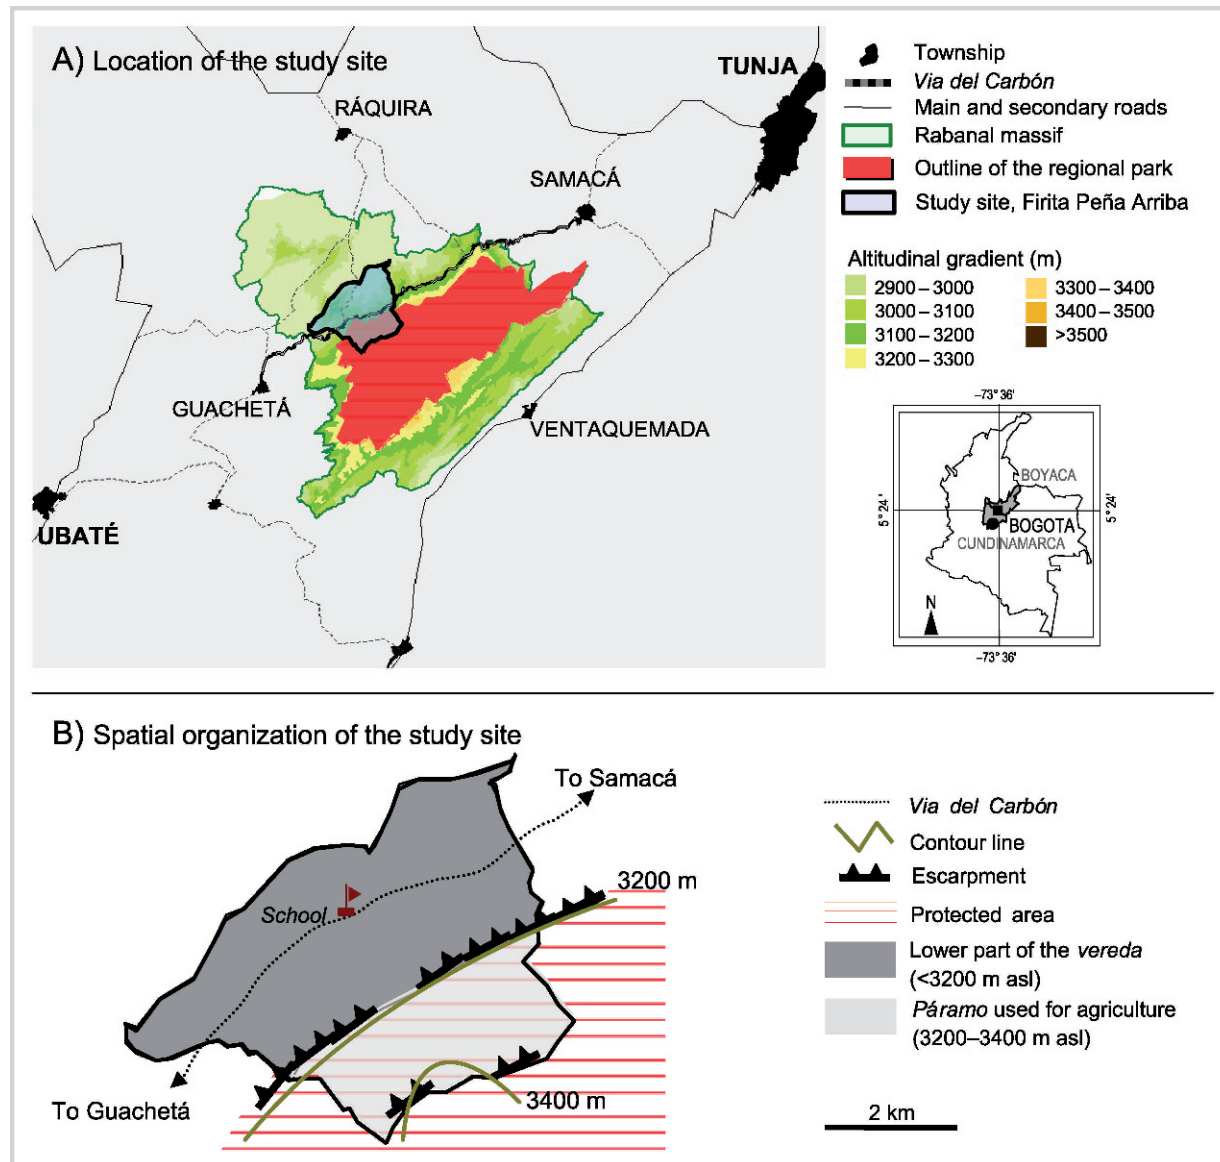 A) Location of the study site
TUNJA
RÁQUIRA
SAMACÁ
GUACHETÁ
VENTAQUEMADA
UBATÉ
Township
Via del Carbón
Main and secondary roads
Rabanal massif
Outline of the regional park
Study site, Firita Peña Arriba
Altitudinal gradient (m)
2900 – 3000
3000 – 3100
3100 – 3200
3200 – 3300
3300 – 3400
3400 – 3500
>3500
–73° 36'
5° 24'
5° 24'
BOYACA
BOGOTA
CUNDINAMARCA
N
–73° 36'
B) Spatial organization of the study site
To Samacá
3200 m
School
3400 m
To Guachetá
Via del Carbón
Contour line
Escarpment
Protected area
Lower part of the vereda
(<3200 m asl)
Páramo used for agriculture
(3200–3400 m asl)
2 km